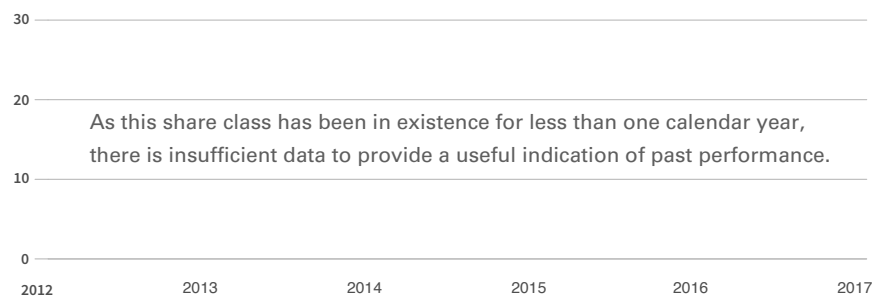 30
20
As this share class has been in existence for less than one calendar year,
there is insufficient data to provide a useful indication of past performance.
10
0
2012 2013 2014 2015 2016 2017